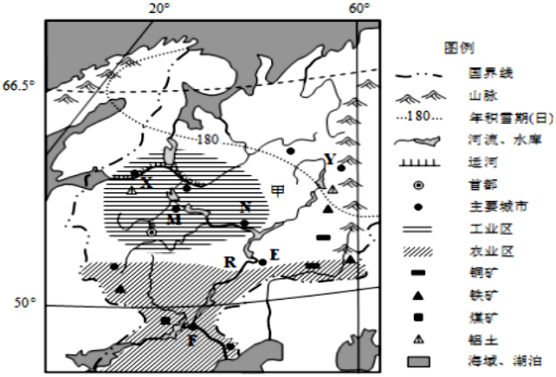 20°
60°
66.5°
50°
180
X
Y
甲
M
N
R
E
F
图例
国界线
山脉
180 年积雪期(日)
河流、水库
运河
首都
主要城市
工业区
农业区
铜矿
铁矿
煤矿
铝土
海域、湖泊